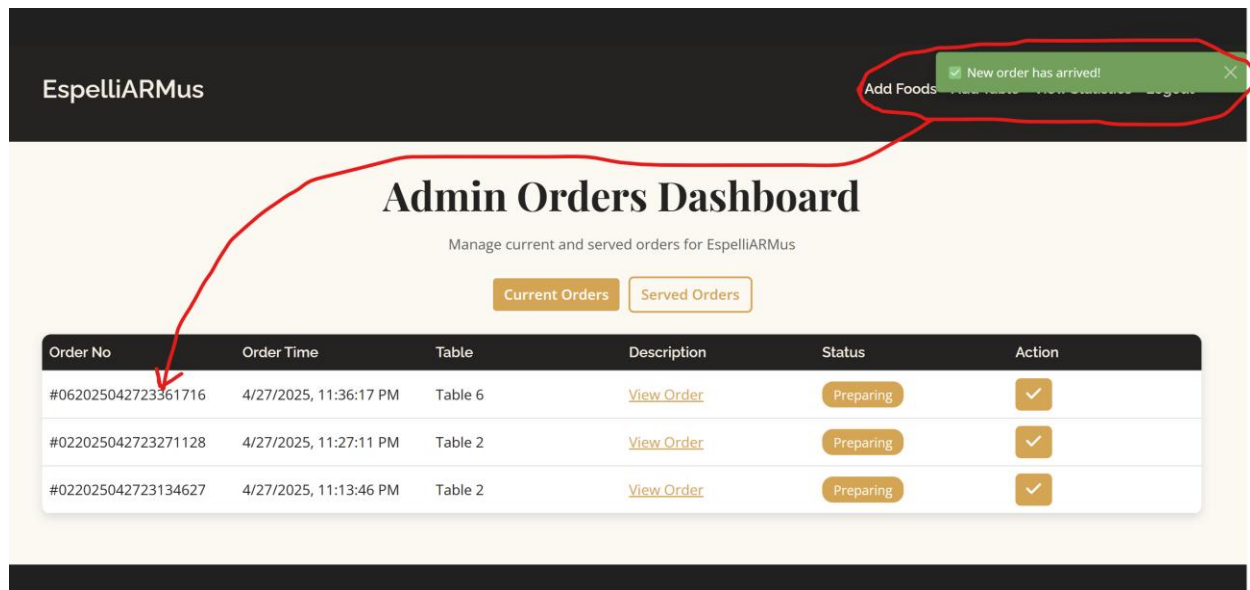 EspelliARMus
✅ New order has arrived!
Add Foods
Admin Orders Dashboard
Manage current and served orders for EspelliARMus
Current Orders Served Orders
Order No Order Time Table Description Status Action
#062025042723361716 4/27/2025, 11:36:17 PM Table 6 View Order Preparing
#022025042723271128 4/27/2025, 11:27:11 PM Table 2 View Order Preparing
#022025042723134627 4/27/2025, 11:13:46 PM Table 2 View Order Preparing